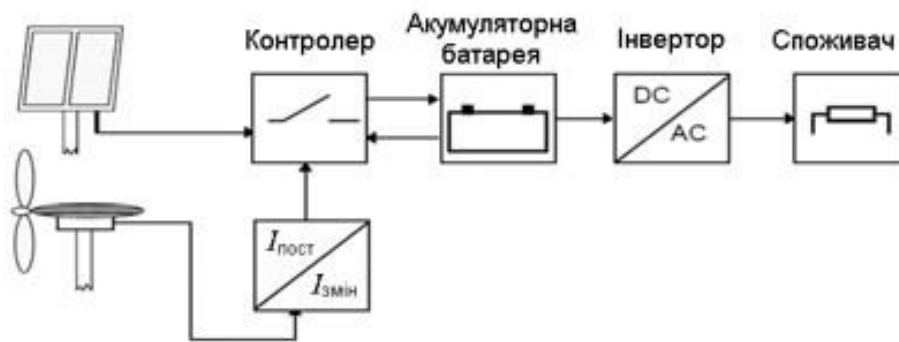 Контролер
Акумуляторна
батарея
Інвертор
Споживач
DC
AC
Iпост
Iзмін